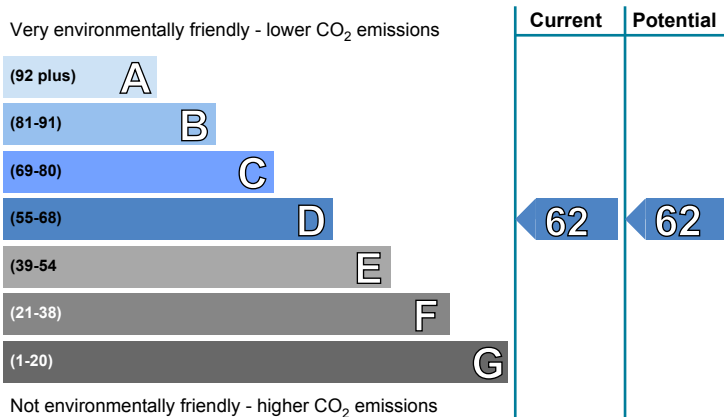 Very environmentally friendly - lower CO2 emissions
Current Potential
(92 plus) A
(81-91) B
(69-80) C
(55-68) D 62 62
(39-54 E
(21-38) F
(1-20) G
Not environmentally friendly - higher CO2 emissions